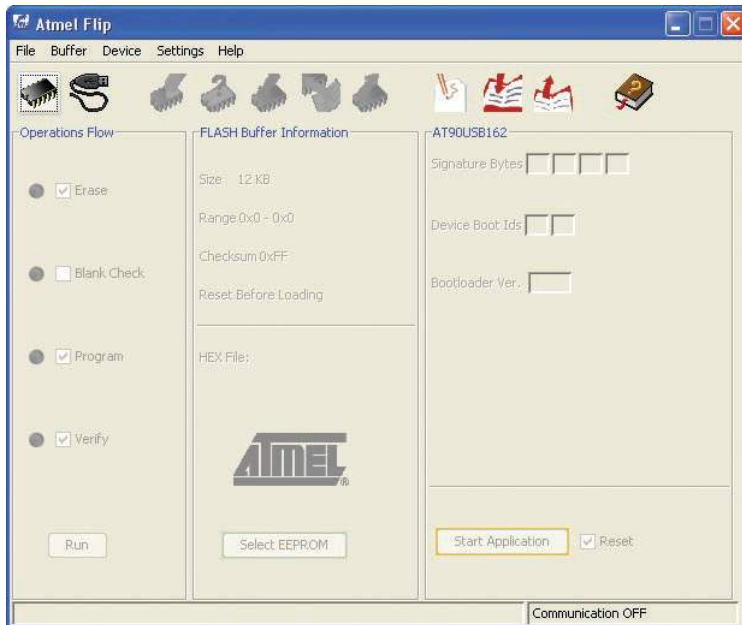 Atmel Flip
File Buffer Device Settings Help
Operations Flow
Erase
Blank Check
Program
Verify
Run
FLASH Buffer Information
Size 12 KB
Range 0x0 - 0x0
Checksum 0xFF
Reset Before Loading
HEX File:
ATMEL
®
Select EEPROM
AT90USB162
Signature Bytes
Device Boot Ids
Bootloader Ver.
Start Application
Reset
Communication OFF